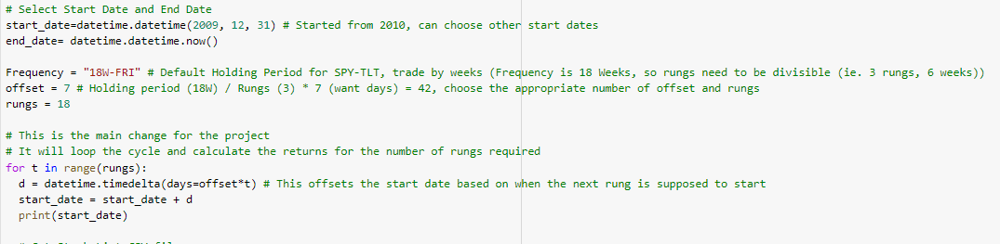 # Select Start Date and End Date
start_date=datetime.datetime(2009, 12, 31) # Started from 2010, can choose other start dates
end_date= datetime.datetime.now()
Frequency = "18W-FRI" # Default Holding Period for SPY-TLT, trade by weeks (Frequency is 18 Weeks, so rungs need to be divisible (ie. 3 rungs, 6 weeks))
offset = 7 # Holding period (18W) / Rungs (3) * 7 (want days) = 42, choose the appropriate number of offset and rungs
rungs = 18
# This is the main change for the project
# It will loop the cycle and calculate the returns for the number of rungs required
for t in range(rungs):
d = datetime.timedelta(days=offset*t) # This offsets the start date based on when the next rung is supposed to start
start_date = start_date + d
print(start_date)